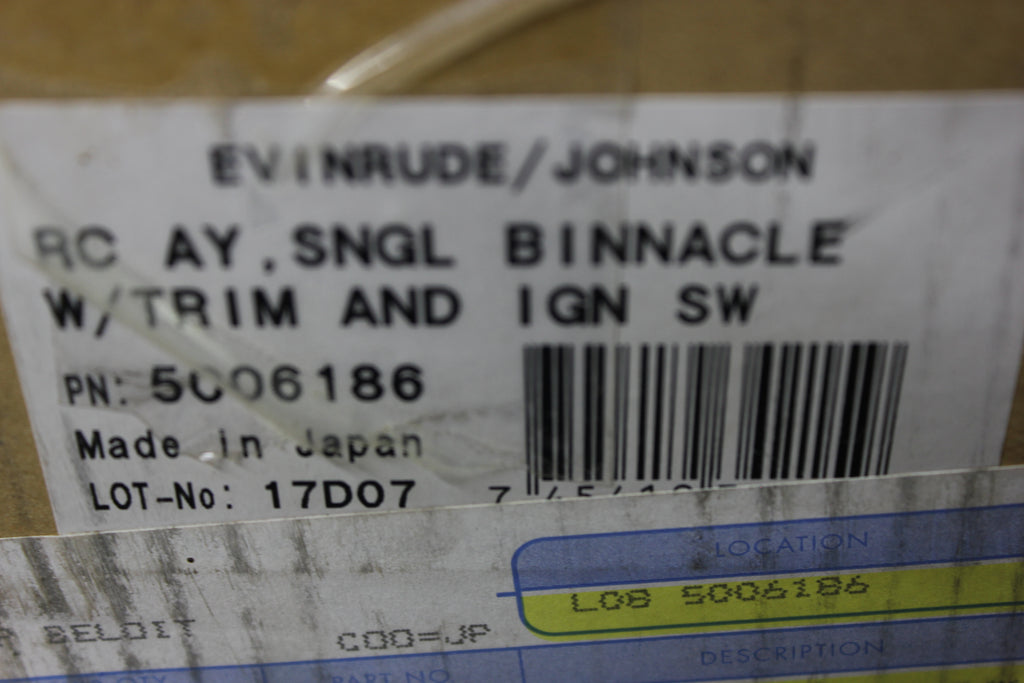 EVINRUDE/JOHNSON
RC AY,SNGL BINNACLE
W/TRIM AND IGN SW
PN: 5006186
Made in Japan
LOT-No: 17D07
LOCATION
L08 5006186
BELOIT COO=JP
DESCRIPTION
QTY PART NO